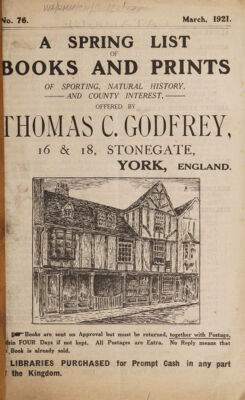 No. 76. March, 1921.
A SPRING LIST
OF
BOOKS AND PRINTS
OF SPORTING, NATURAL HISTORY,
AND COUNTY INTEREST,
OFFERED BY
THOMAS C. GODFREY,
16 & 18, STONEGATE,
YORK, ENGLAND.
Books are sent on Approval but must be returned, together with Postage,
FOUR Days if not kept. All Postages are Extra. No Reply means that
Book is already sold.
LIBRARIES PURCHASED for Prompt Cash in any part
the Kingdom.